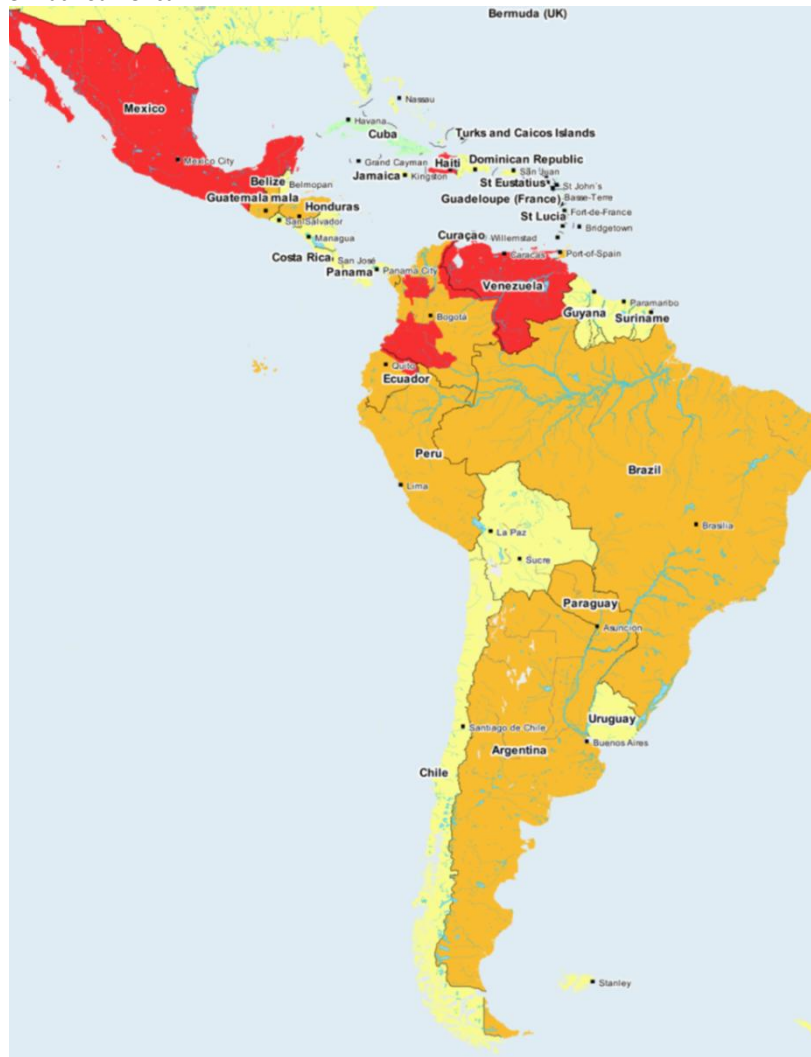 Bermuda (UK)
Nassau
Mexico
Havana
Cuba
Turks and Caicos Islands
Mexico City
Grand Cayman
Haiti
Dominican Republic
San Juan
Jamaica
Kingston
Belize
Belmopan
St Eustatius
St John's
Guatemala mala
Honduras
Guadeloupe (France)
Basse-Terre
St Lucia
Fort-de-France
San Salvador
Bridgetown
Managua
Curaçao
Willemstad
Costa Rica
San José
Caracas
Port-of-Spain
Panama
Panama City
Venezuela
Paramaribo
Bogotá
Guyana
Suriname
Quito
Ecuador
Peru
Brazil
Lima
Brasília
La Paz
Sucre
Paraguay
Asunción
Uruguay
Santiago de Chile
Buenos Aires
Argentina
Chile
Stanley